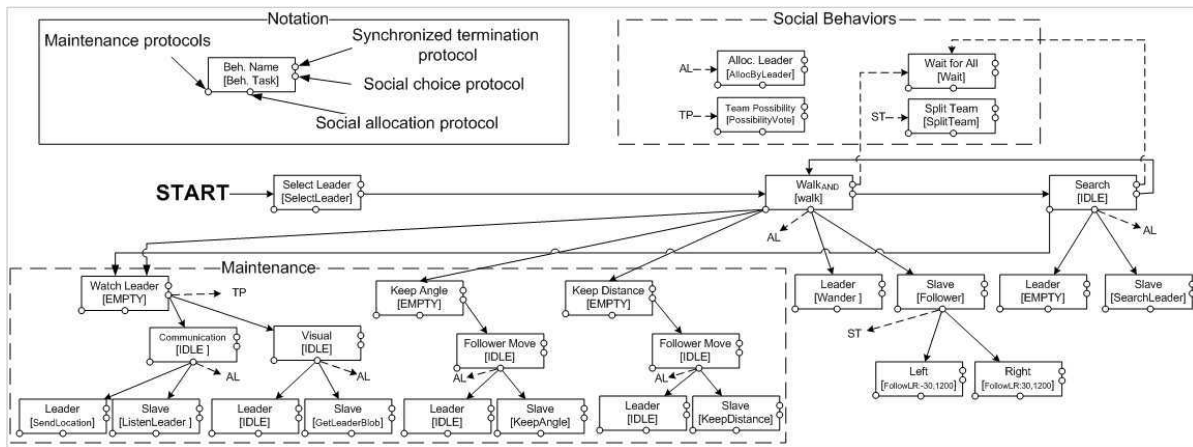 Notation
Maintenance protocols
Beh. Name
[Beh. Task]
Synchronized termination
protocol
Social choice protocol
Social allocation protocol
Social Behaviors
AL
Alloc. Leader
[AllocByLeader]
Wait for All
[Wait]
TP
Team Possibility
[PossibilityVote]
ST
Split Team
[SplitTeam]
START
Select Leader
[SelectLeader]
WalkAND
[walk]
Search
[IDLE]
AL
AL
Maintenance
Watch Leader
[EMPTY]
TP
Keep Angle
[EMPTY]
Keep Distance
[EMPTY]
Leader
[Wander ]
Slave
[Follower]
Leader
[EMPTY]
Slave
[SearchLeader]
Communication
[IDLE ]
Visual
[IDLE]
Follower Move
[IDLE]
Follower Move
[IDLE]
ST
AL
AL
AL
AL
Left
[FollowLR:-30,1200]
Right
[FollowLR:30,1200]
Leader
[SendLocation]
Slave
[ListenLeader ]
Leader
[IDLE]
Slave
[GetLeaderBlob]
Leader
[IDLE]
Slave
[KeepAngle]
Leader
[IDLE]
Slave
[KeepDistance]